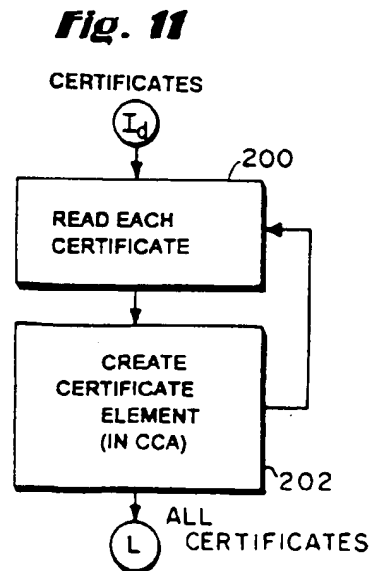 Fig. 11
CERTIFICATES
Id
200
READ EACH
CERTIFICATE
CREATE
CERTIFICATE
ELEMENT
(IN CCA)
202
L
ALL
CERTIFICATES